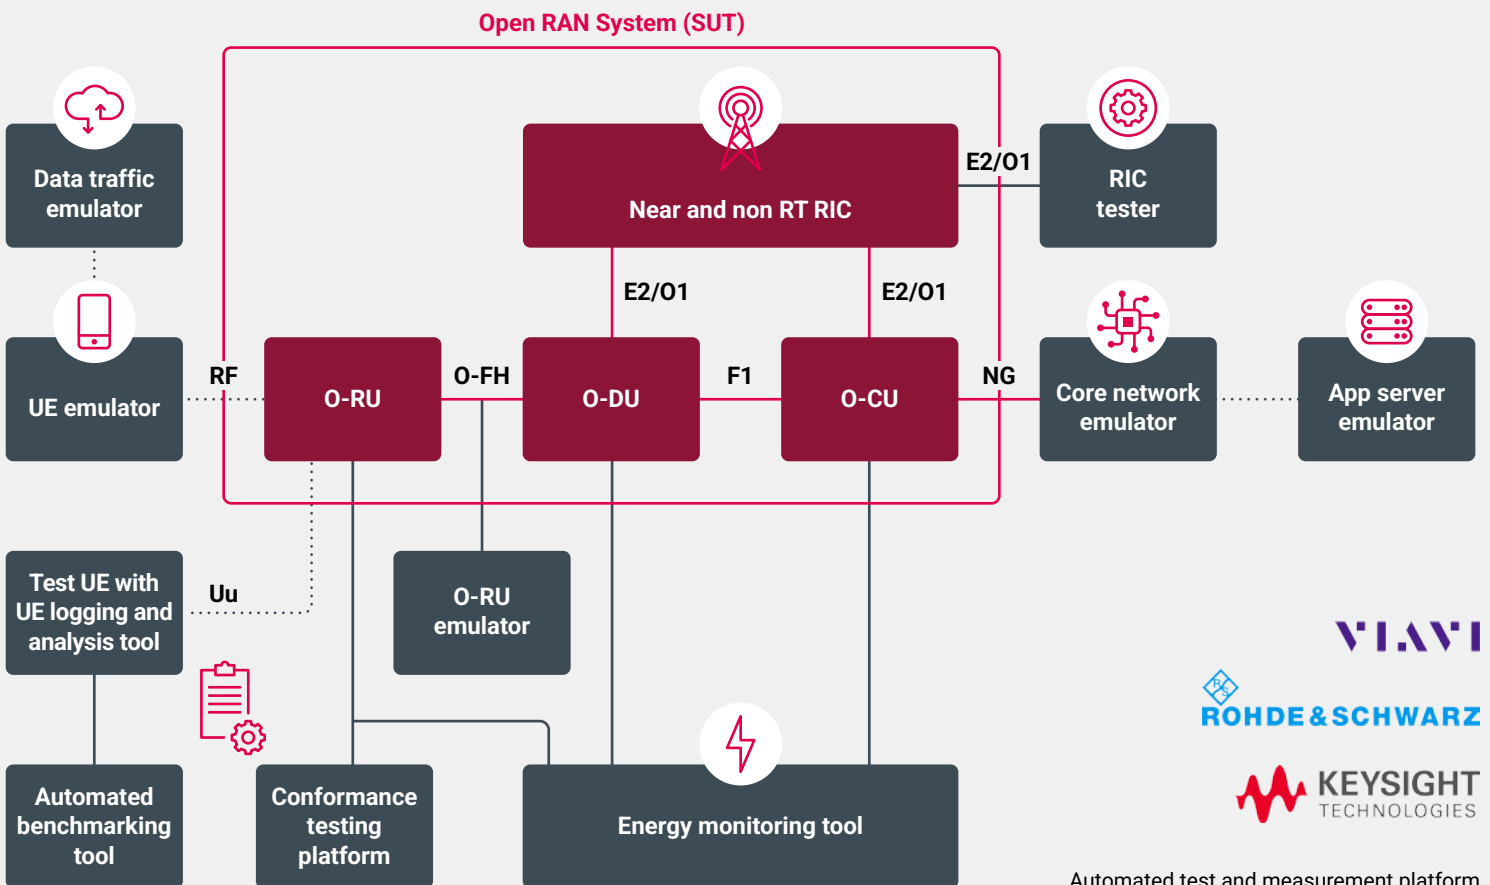 Open RAN System (SUT)
Data traffic
emulator
Near and non RT RIC
E2/O1
RIC
tester
E2/O1
E2/O1
UE emulator
RF
O-RU
O-FH
O-DU
F1
O-CU
NG
Core network
emulator
App server
emulator
Test UE with
UE logging and
analysis tool
Uu
O-RU
emulator
VIAVI
R
S
ROHDE&SCHWARZ
KEYSIGHT
TECHNOLOGIES
Automated
benchmarking
tool
Conformance
testing
platform
Energy monitoring tool
Automated test and measurement platform